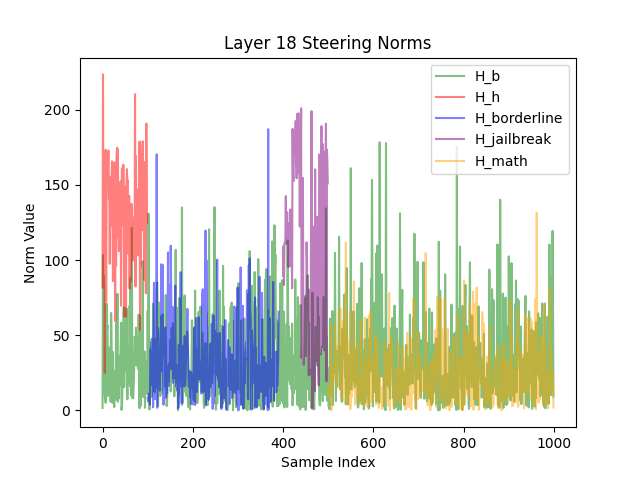 Layer 18 Steering Norms
H_b
H_h
H_borderline
H_jailbreak
H_math
Norm Value
200
150
100
50
0
0
200
400
600
800
1000
Sample Index